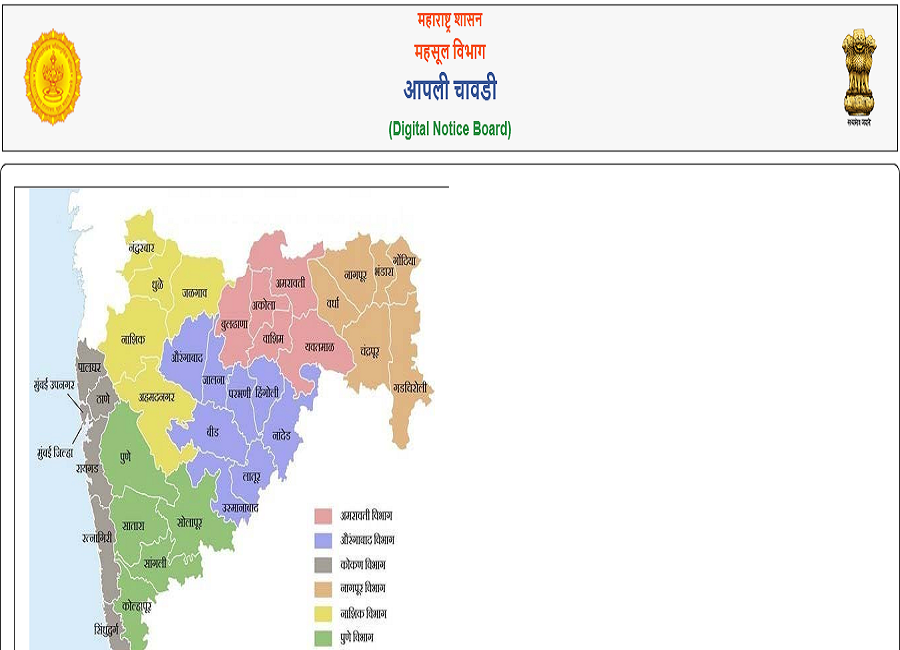 महाराष्ट्र शासन
महसूल विभाग
आपली चावडी
(Digital Notice Board)
सत्यमेव जयते
नंदुरबार
धुळे
जळगाव
नाशिक
अहमदनगर
बुलढाणा
अकोला
अमरावती
वाशिम
यवतमाळ
नागपूर
भंडारा
गोंदिया
वर्धा
चंद्रपूर
गडचिरोली
औरंगाबाद
जालना
परभणी
हिंगोली
बीड
नांदेड
लातूर
उस्मानाबाद
पालघर
मुंबई उपनगर
ठाणे
मुंबई जिल्हा
रायगड
रत्नागिरी
सिंधुदुर्ग
पुणे
सातारा
सोलापूर
सांगली
कोल्हापूर
अमरावती विभाग
औरंगाबाद विभाग
कोकण विभाग
नागपूर विभाग
नाशिक विभाग
पुणे विभाग